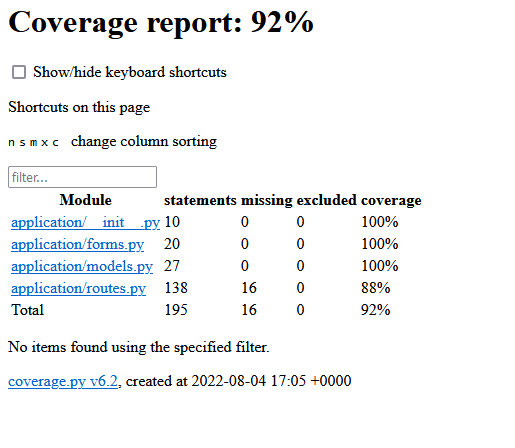 Coverage report: 92%
Show/hide keyboard shortcuts
Shortcuts on this page
n s m x c change column sorting
filter...
Module statements missing excluded coverage
application/__init__.py 10 0 0 100%
application/forms.py 20 0 0 100%
application/models.py 27 0 0 100%
application/routes.py 138 16 0 88%
Total 195 16 0 92%
No items found using the specified filter.
coverage.py v6.2, created at 2022-08-04 17:05 +0000